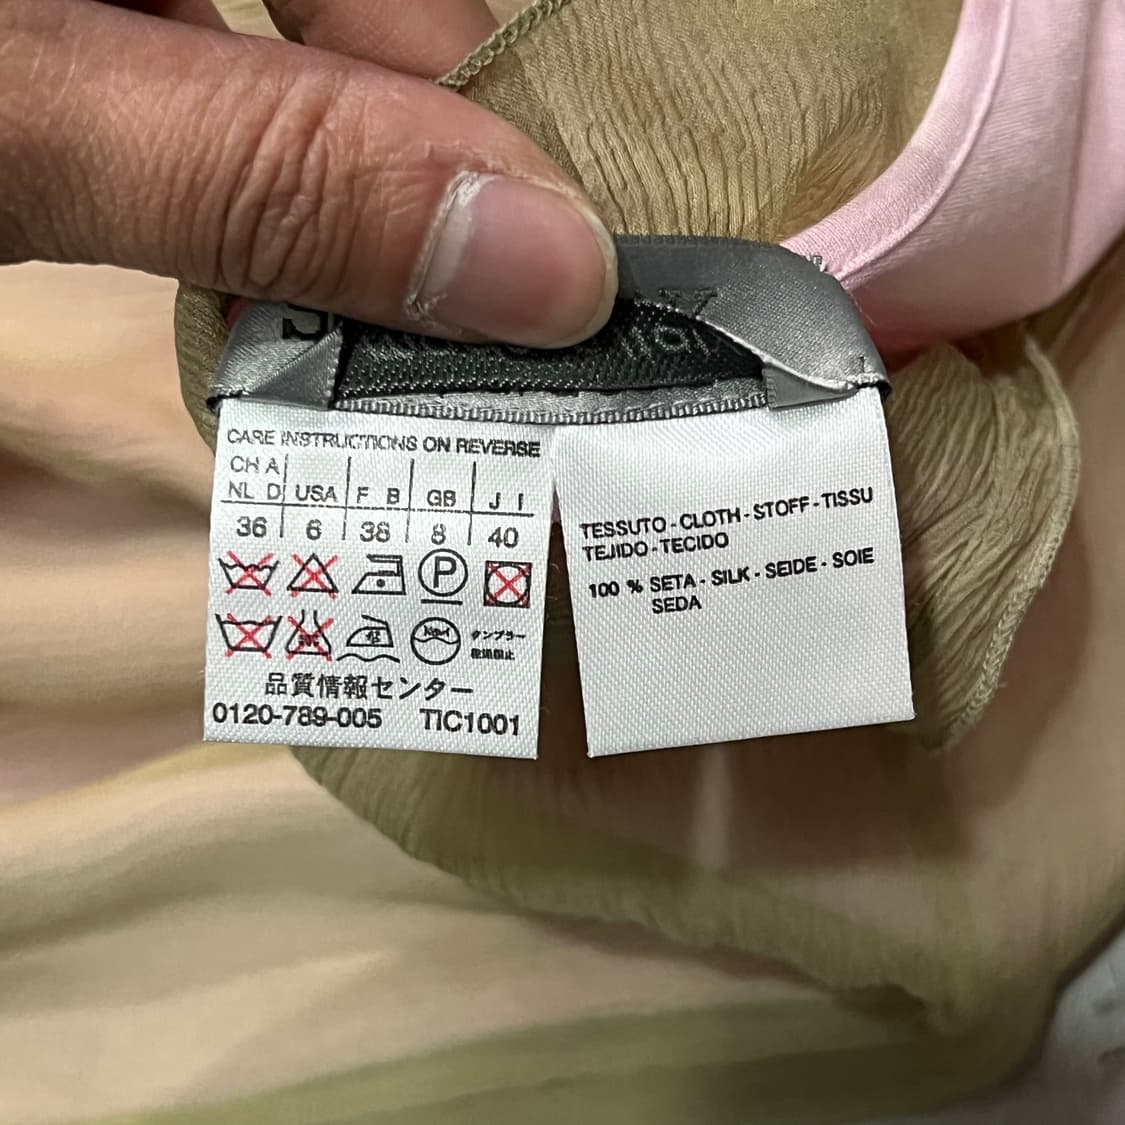 CARE INSTRUCTIONS ON REVERSE
CH A
NL D USA F B GB J I
36 6 38 8 40
P
品質情報センター
0120-789-005 TIC1001
TESSUTO - CLOTH - STOFF - TISSU
TEJIDO - TECIDO
100 % SETA - SILK - SEIDE - SOIE
SEDA